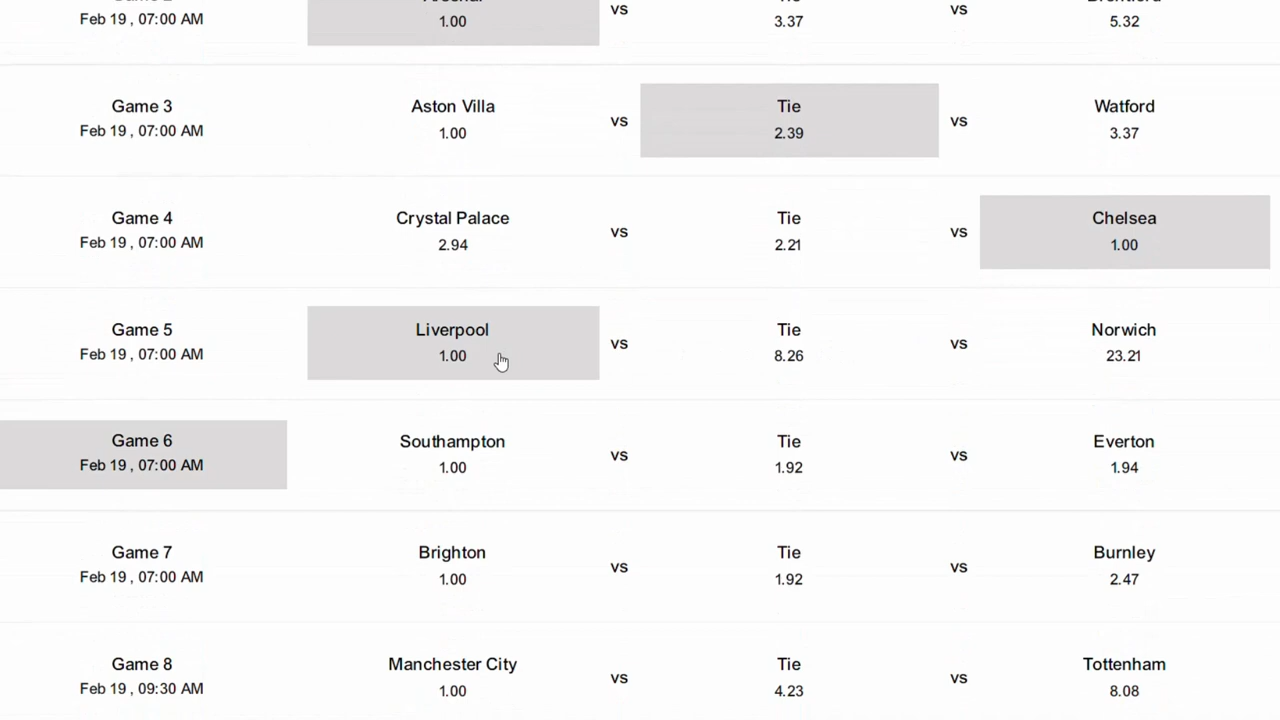 Feb 19 , 07:00 AM 1.00 vs 3.37 vs 5.32
Game 3 Aston Villa Tie Watford
Feb 19 , 07:00 AM 1.00 vs 2.39 vs 3.37
Game 4 Crystal Palace Tie Chelsea
Feb 19 , 07:00 AM 2.94 vs 2.21 vs 1.00
Game 5 Liverpool Tie Norwich
Feb 19 , 07:00 AM 1.00 vs 8.26 vs 23.21
Game 6 Southampton Tie Everton
Feb 19 , 07:00 AM 1.00 vs 1.92 vs 1.94
Game 7 Brighton Tie Burnley
Feb 19 , 07:00 AM 1.00 vs 1.92 vs 2.47
Game 8 Manchester City Tie Tottenham
Feb 19 , 09:30 AM 1.00 vs 4.23 vs 8.08